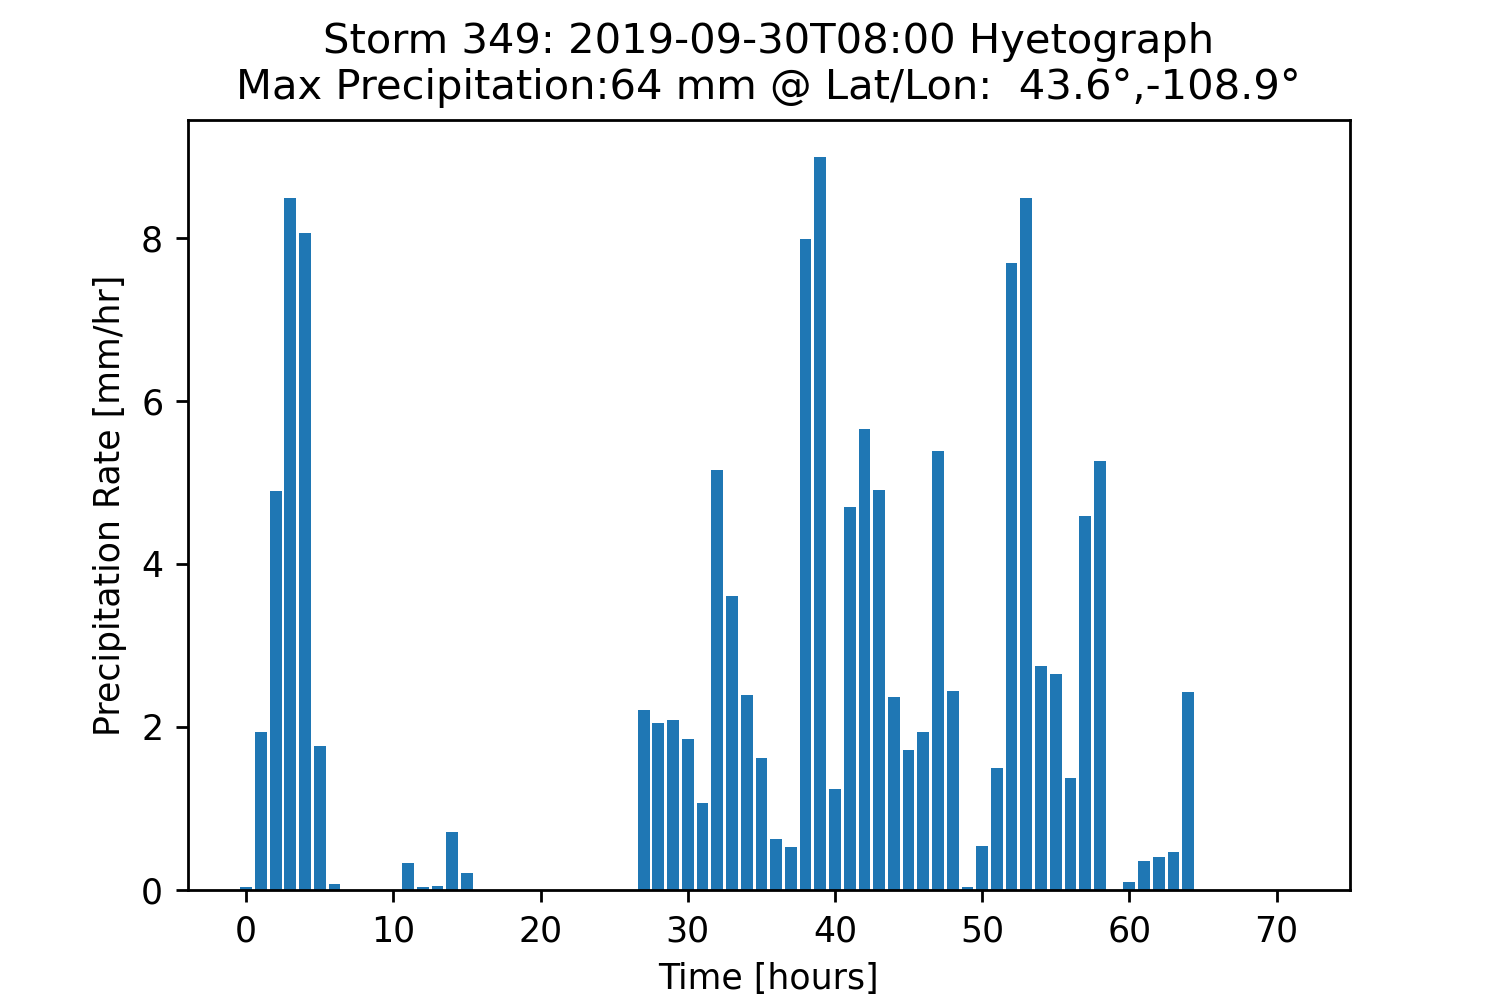 Storm 349: 2019-09-30T08:00 Hyetograph
Max Precipitation:64 mm @ Lat/Lon:  43.6°,-108.9°
Precipitation Rate [mm/hr]
8
6
4
2
0
0 10 20 30 40 50 60 70
Time [hours]